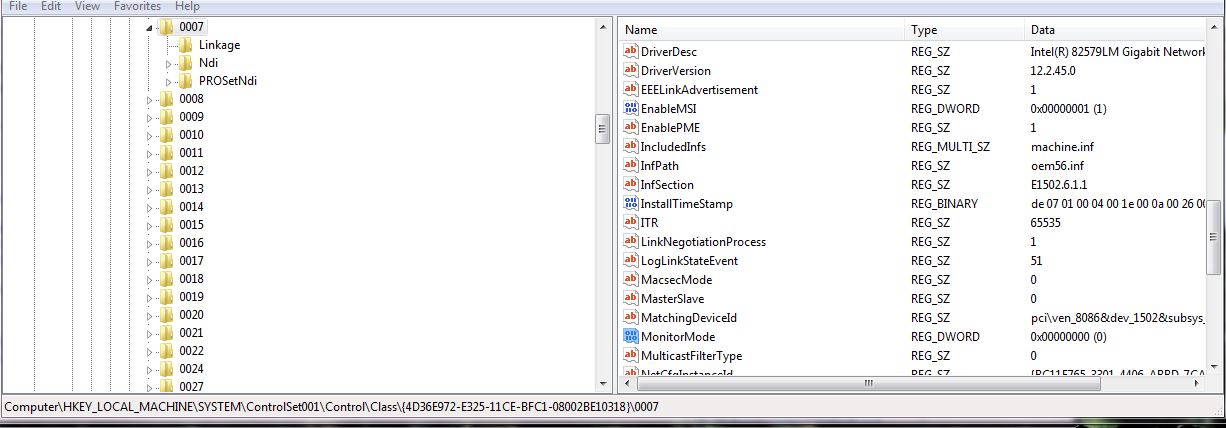 File Edit View Favorites Help
0007
Linkage
Ndi
PROSetNdi
0008
0009
0010
0011
0012
0013
0014
0015
0016
0017
0018
0019
0020
0021
0022
0024
0027
Name Type Data
DriverDesc REG_SZ Intel(R) 82579LM Gigabit Network
DriverVersion REG_SZ 12.2.45.0
EEELinkAdvertisement REG_SZ 1
EnableMSI REG_DWORD 0x00000001 (1)
EnablePME REG_SZ 1
IncludedInfs REG_MULTI_SZ machine.inf
InfPath REG_SZ oem56.inf
InfSection REG_SZ E1502.6.1.1
InstallTimeStamp REG_BINARY de 07 01 00 04 00 1e 00 0a 00 26 00
ITR REG_SZ 65535
LinkNegotiationProcess REG_SZ 1
LogLinkStateEvent REG_SZ 51
MacsecMode REG_SZ 0
MasterSlave REG_SZ 0
MatchingDeviceId REG_SZ pci\ven_8086&dev_1502&subsys_
MonitorMode REG_DWORD 0x00000000 (0)
MulticastFilterType REG_SZ 0
NetCfgInstanceId REG_SZ
Computer\HKEY_LOCAL_MACHINE\SYSTEM\ControlSet001\Control\Class\{4D36E972-E325-11CE-BFC1-08002BE10318}\0007